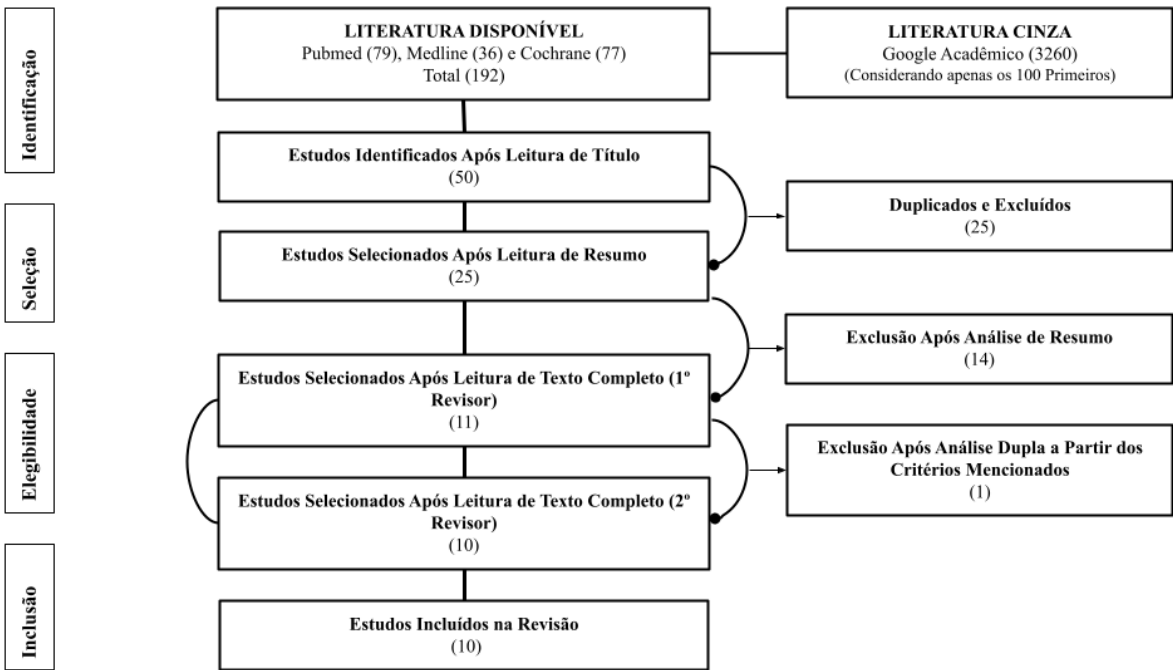 Identificação
LITERATURA DISPONÍVEL
Pubmed (79), Medline (36) e Cochrane (77)
Total (192)
LITERATURA CINZA
Google Acadêmico (3260)
(Considerando apenas os 100 Primeiros)
Estudos Identificados Após Leitura de Título
(50)
Duplicados e Excluídos
(25)
Seleção
Estudos Selecionados Após Leitura de Resumo
(25)
Exclusão Após Análise de Resumo
(14)
Elegibilidade
Estudos Selecionados Após Leitura de Texto Completo (1º
Revisor)
(11)
Exclusão Após Análise Dupla a Partir dos
Critérios Mencionados
(1)
Estudos Selecionados Após Leitura de Texto Completo (2º
Revisor)
(10)
Inclusão
Estudos Incluídos na Revisão
(10)